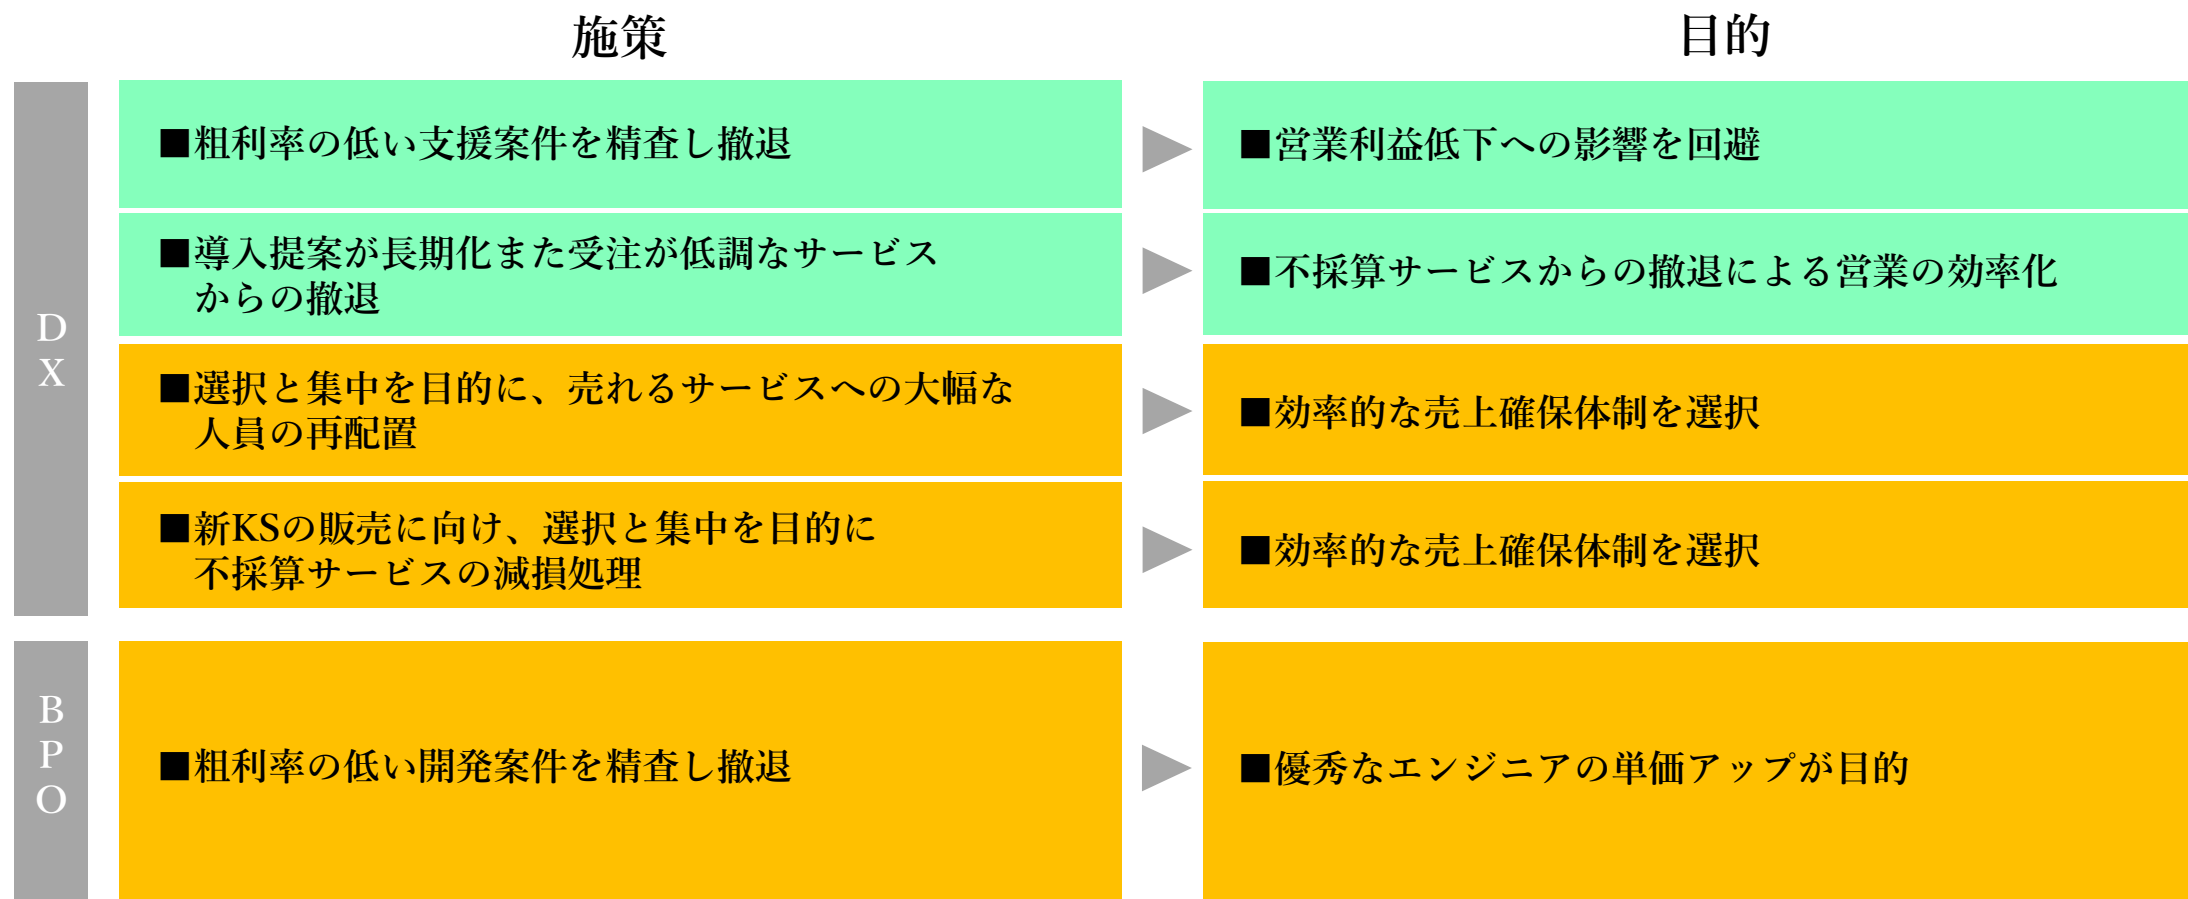 施策
目的
DX
■粗利率の低い支援案件を精査し撤退
■営業利益低下への影響を回避
■導入提案が長期化また受注が低調なサービス
からの撤退
■不採算サービスからの撤退による営業の効率化
■選択と集中を目的に、売れるサービスへの大幅な
人員の再配置
■効率的な売上確保体制を選択
■新KSの販売に向け、選択と集中を目的に
不採算サービスの減損処理
■効率的な売上確保体制を選択
BPO
■粗利率の低い開発案件を精査し撤退
■優秀なエンジニアの単価アップが目的